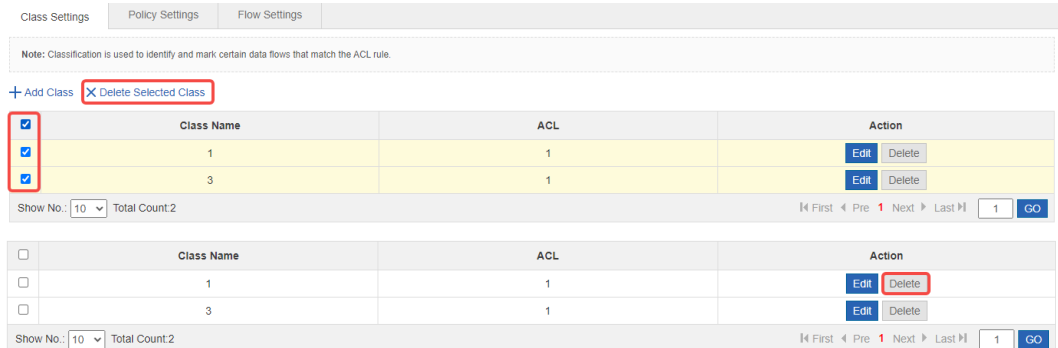 Class Settings Policy Settings Flow Settings
Note: Classification is used to identify and mark certain data flows that match the ACL rule.
Add Class Delete Selected Class
Class Name ACL Action
1 1 Edit Delete
3 1 Edit Delete
Show No.: 10 Total Count:2 First Pre 1 Next Last 1 GO
Class Name ACL Action
1 1 Edit Delete
3 1 Edit Delete
Show No.: 10 Total Count:2 First Pre 1 Next Last 1 GO